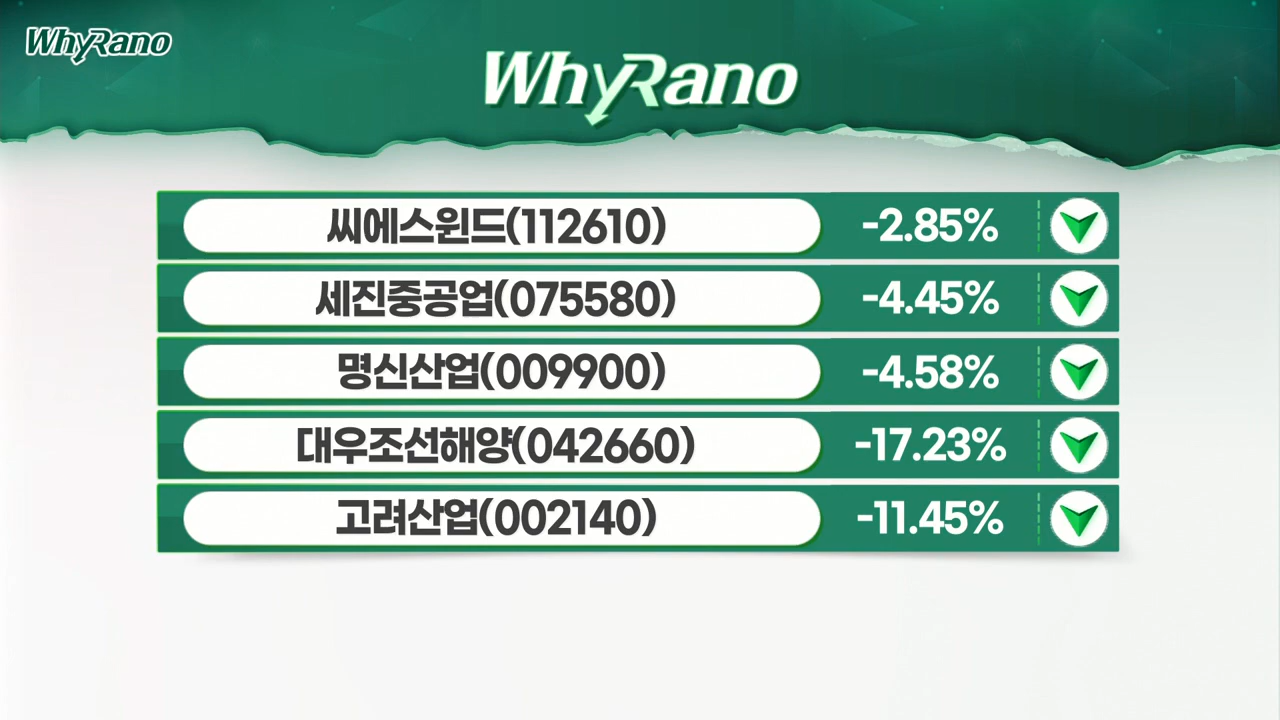 WhyRano
WhyRano
씨에스윈드(112610) -2.85%
세진중공업(075580) -4.45%
명신산업(009900) -4.58%
대우조선해양(042660) -17.23%
고려산업(002140) -11.45%